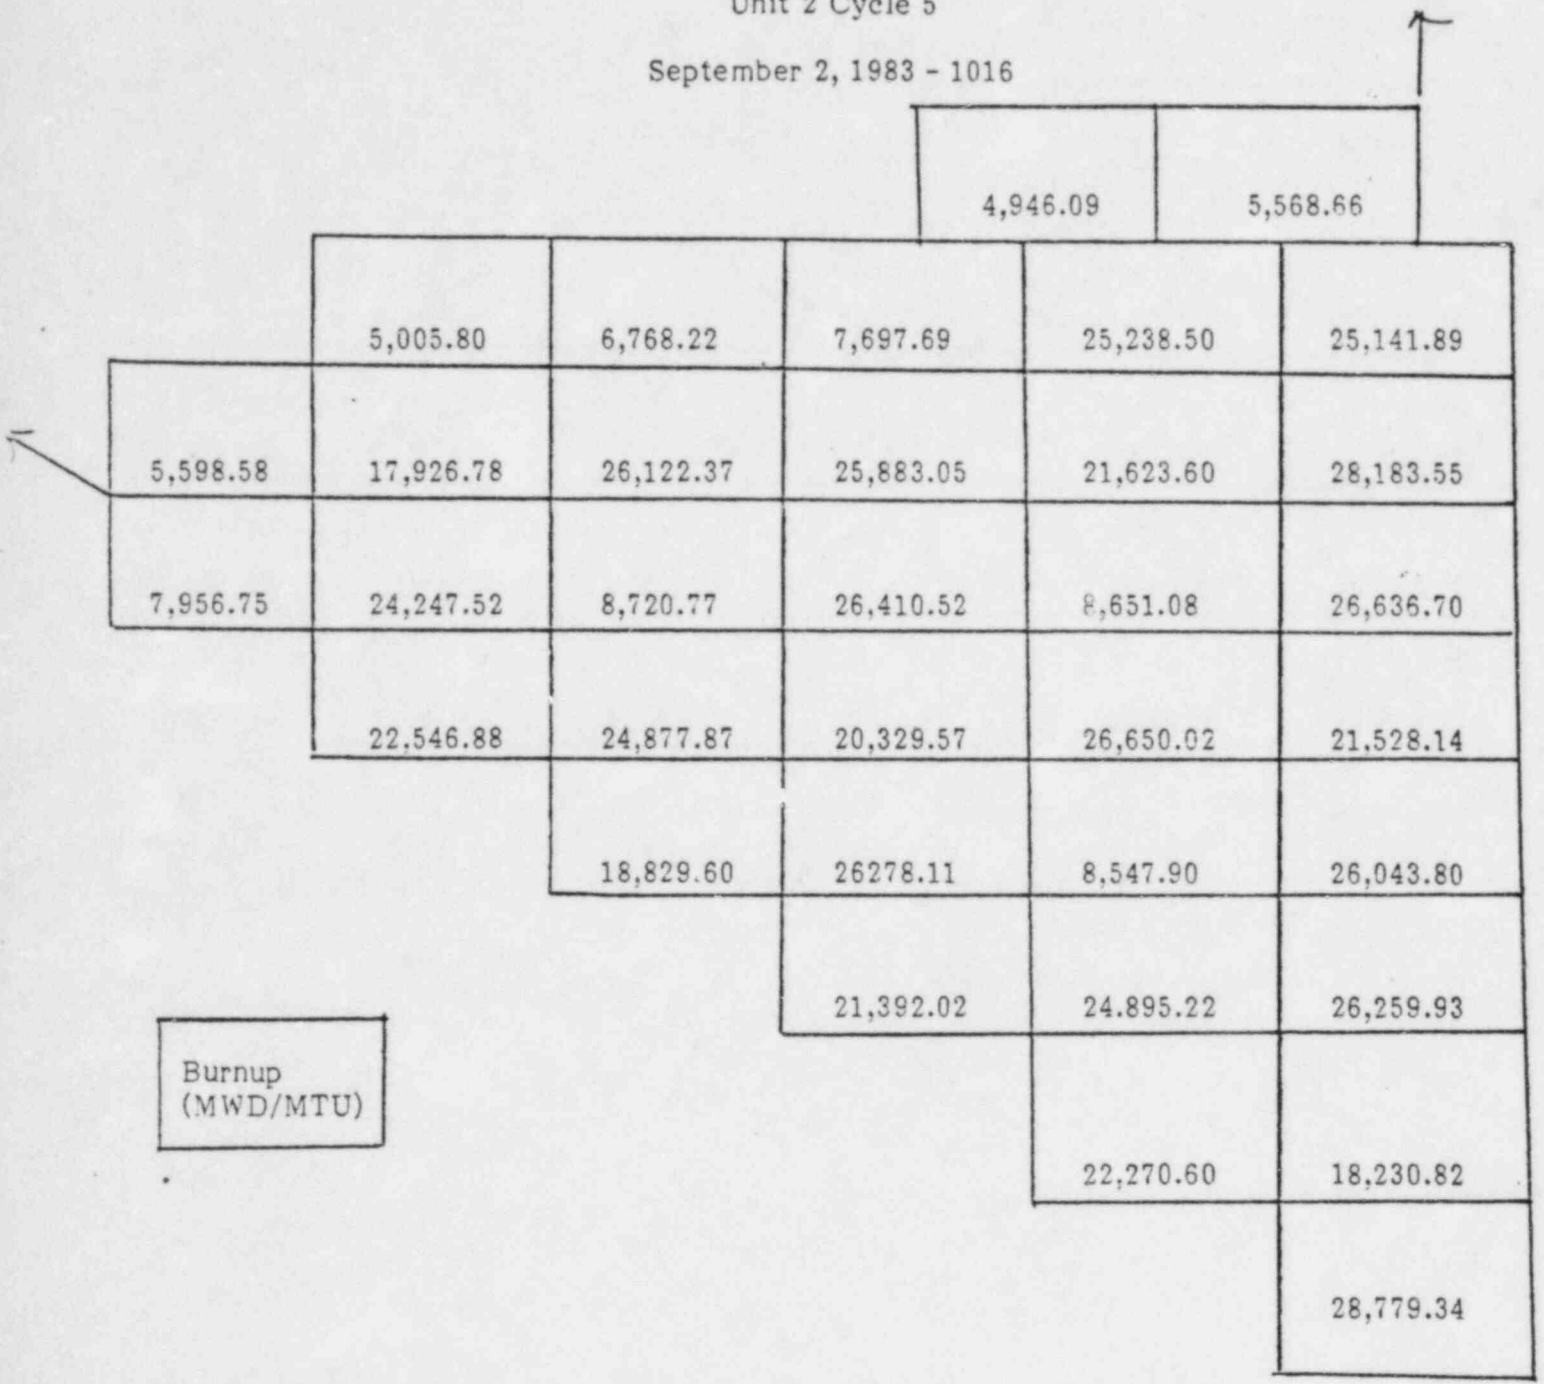 Unit 2 Cycle 5
September 2, 1983 - 1016
4,946.09 5,568.66
5,005.80 6,768.22 7,697.69 25,238.50 25,141.89
5,598.58 17,926.78 26,122.37 25,883.05 21,623.60 28,183.55
7,956.75 24,247.52 8,720.77 26,410.52 8,651.08 26,636.70
22,546.88 24,877.87 20,329.57 26,650.02 21,528.14
18,829.60 26278.11 8,547.90 26,043.80
21,392.02 24.895.22 26,259.93
Burnup
(MWD/MTU)
22,270.60 18,230.82
28,779.34